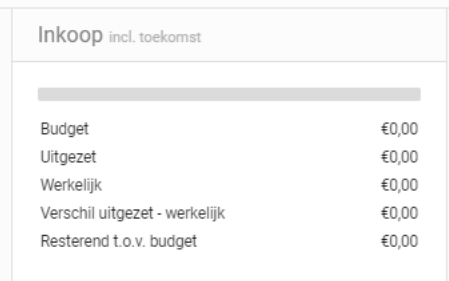 Inkoop incl. toekomst
Budget €0,00
Uitgezet €0,00
Werkelijk €0,00
Verschil uitgezet - werkelijk €0,00
Resterend t.o.v. budget €0,00